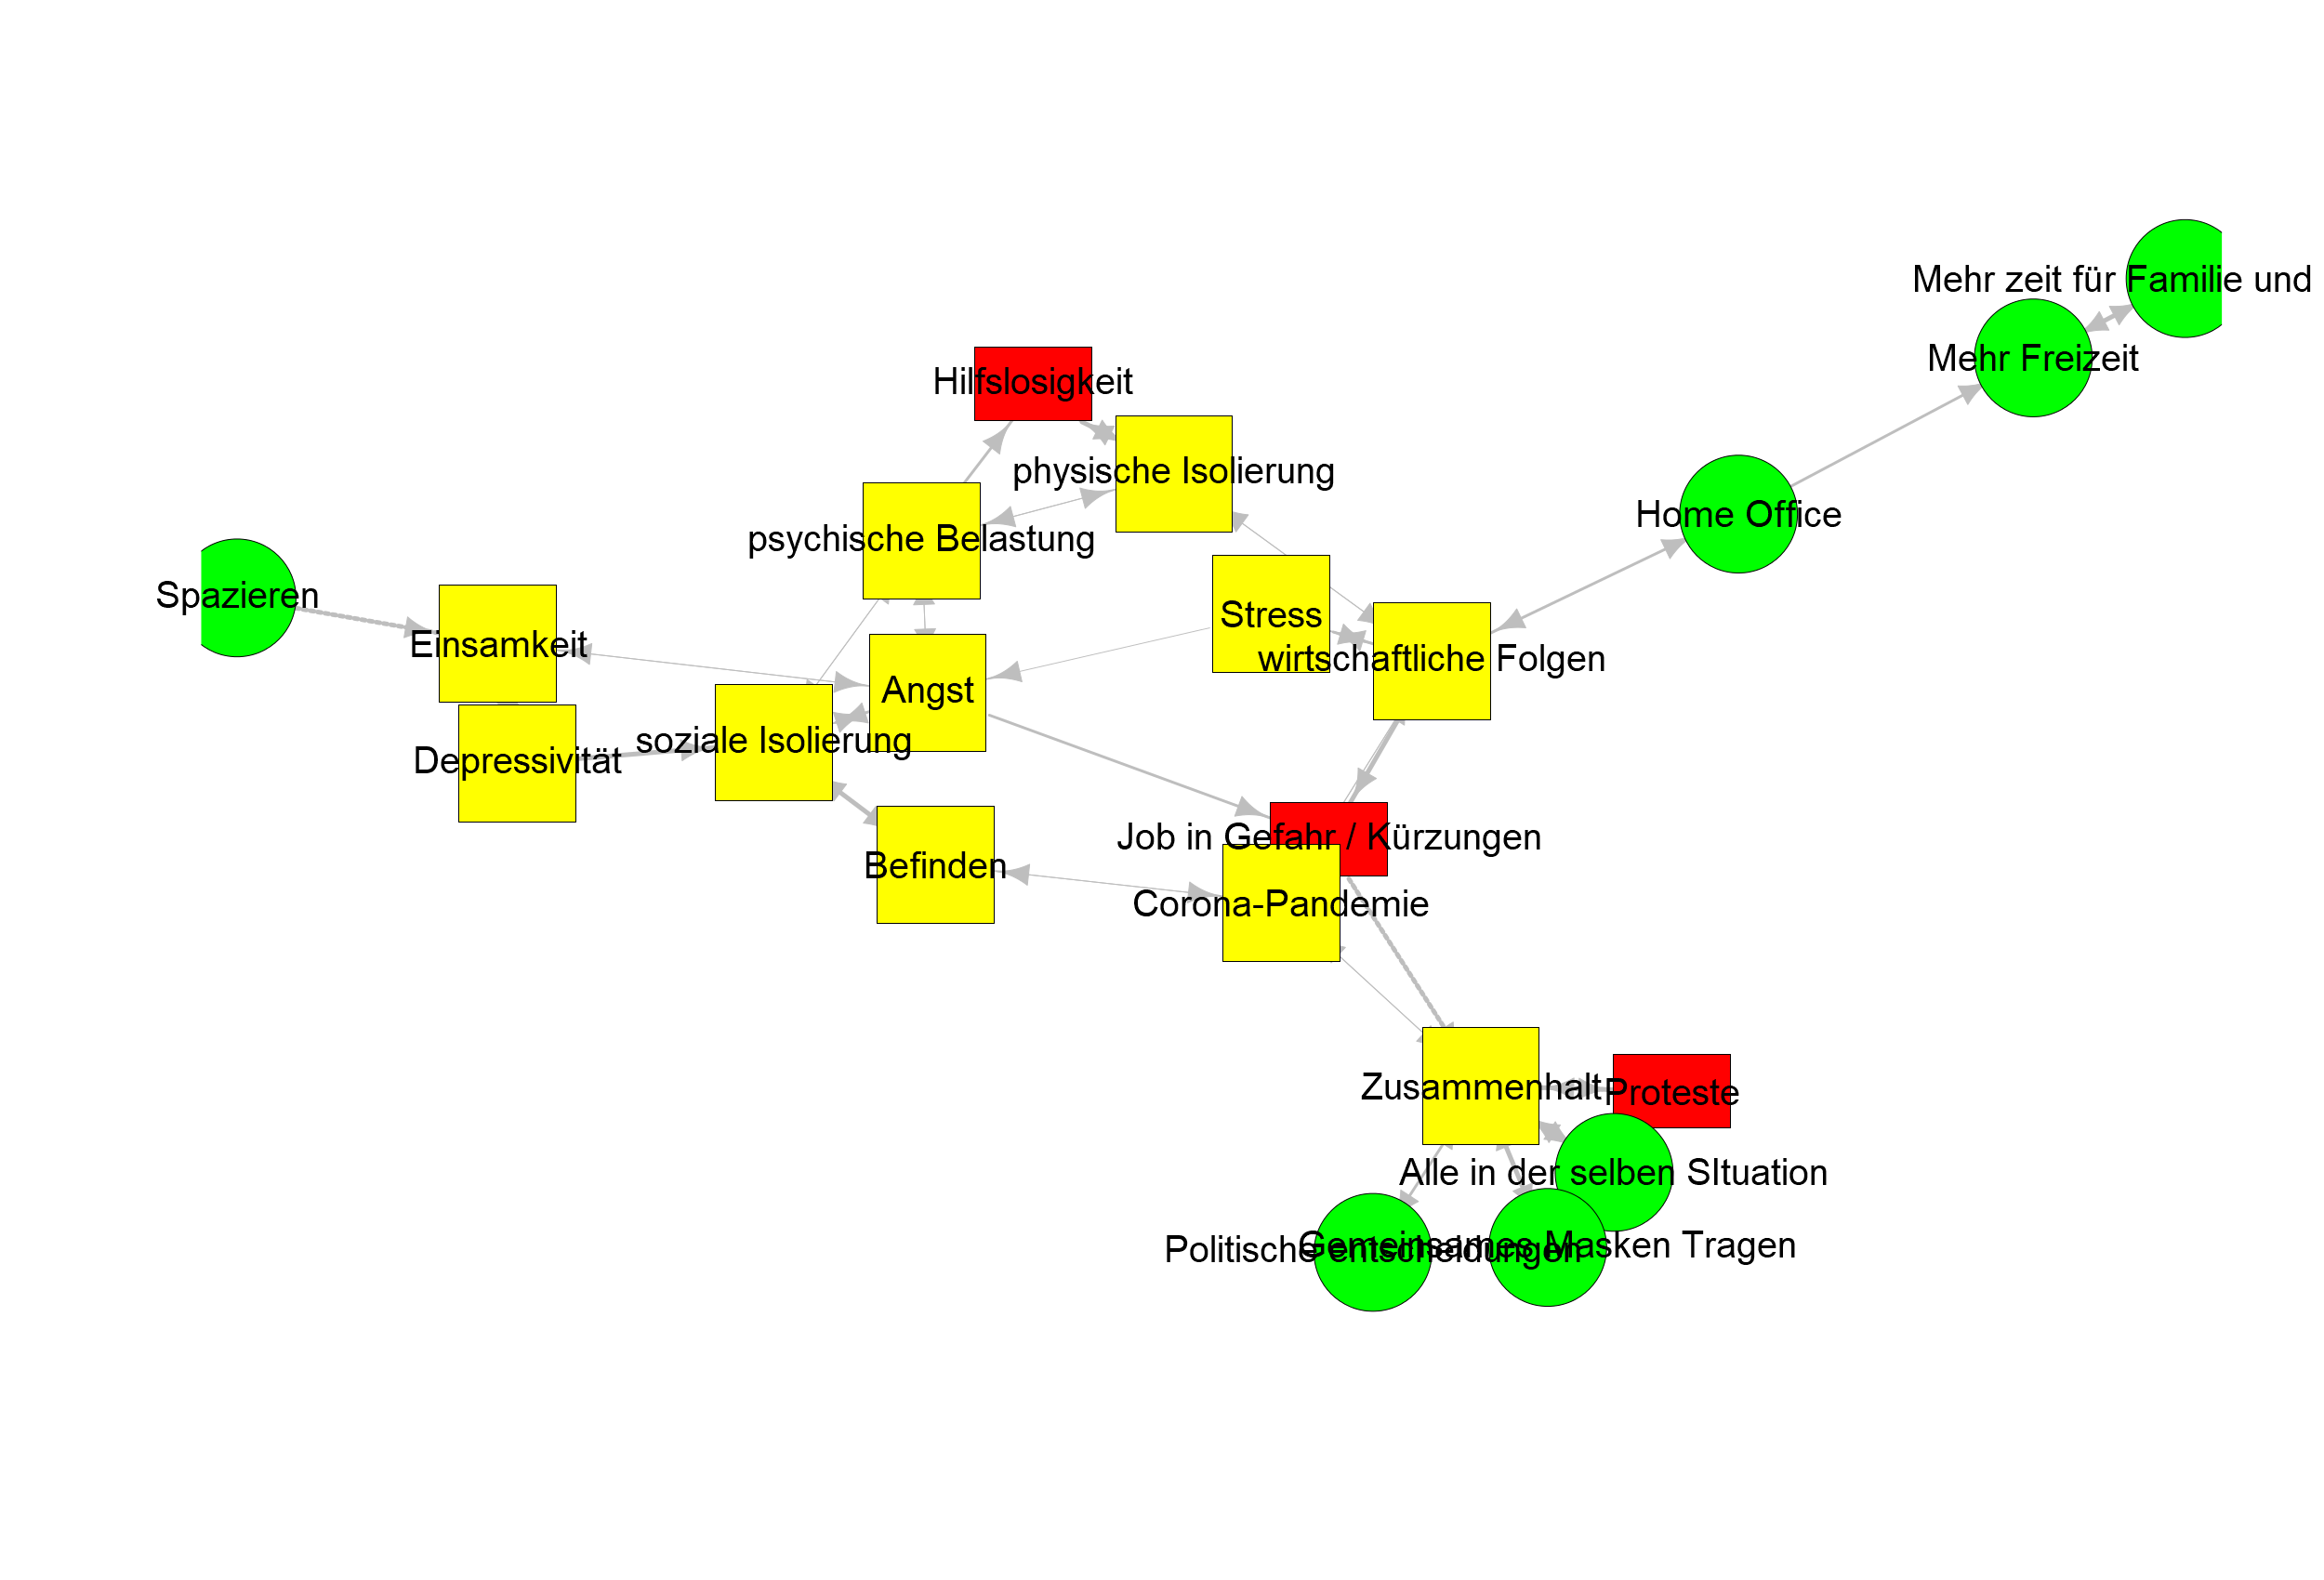 Mehr zeit für Familie und
Mehr Freizeit
Hilfslosigkeit
physische Isolierung
Home Office
psychische Belastung
Spazieren
Stress
Einsamkeit
wirtschaftliche Folgen
Angst
soziale Isolierung
Depressivität
Job in Gefahr / Kürzungen
Befinden
Corona-Pandemie
Zusammenhalt
Proteste
Alle in der selben SItuation
Gemeinsames Masken Tragen
Politische entscheidungen